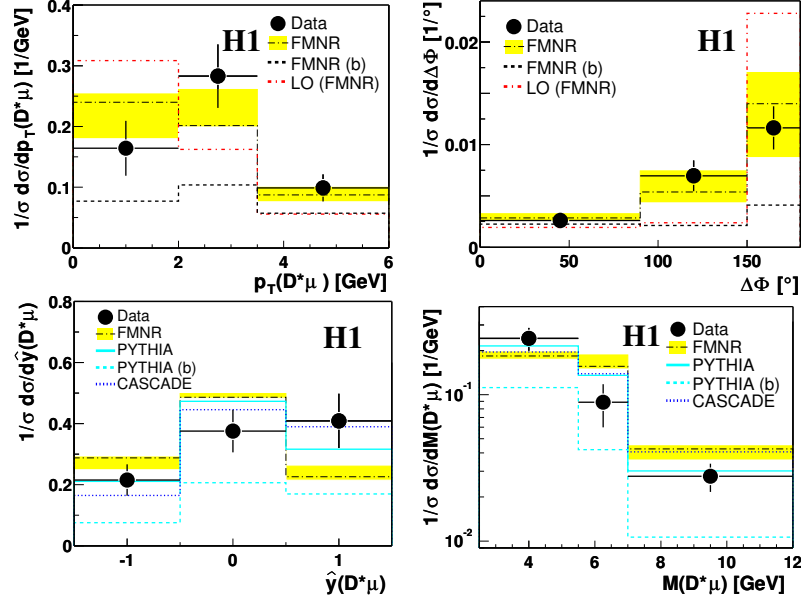 1/σ dσ/dp_T(D*μ) [1/GeV]
0.4
0.3
0.2
0.1
0
H1
Data
FMNR
FMNR (b)
LO (FMNR)
0 2 4 6
p_T(D*μ) [GeV]
1/σ dσ/dΔΦ [1/°]
0.02
0.01
0
H1
Data
FMNR
FMNR (b)
LO (FMNR)
0 50 100 150
ΔΦ [°]
1/σ dσ/dŷ(D*μ)
0.8
0.6
0.4
0.2
0
H1
Data
FMNR
PYTHIA
PYTHIA (b)
CASCADE
-1 0 1
ŷ(D*μ)
1/σ dσ/dM(D*μ) [1/GeV]
10⁻¹
10⁻²
H1
Data
FMNR
PYTHIA
PYTHIA (b)
CASCADE
4 6 8 10 12
M(D*μ) [GeV]